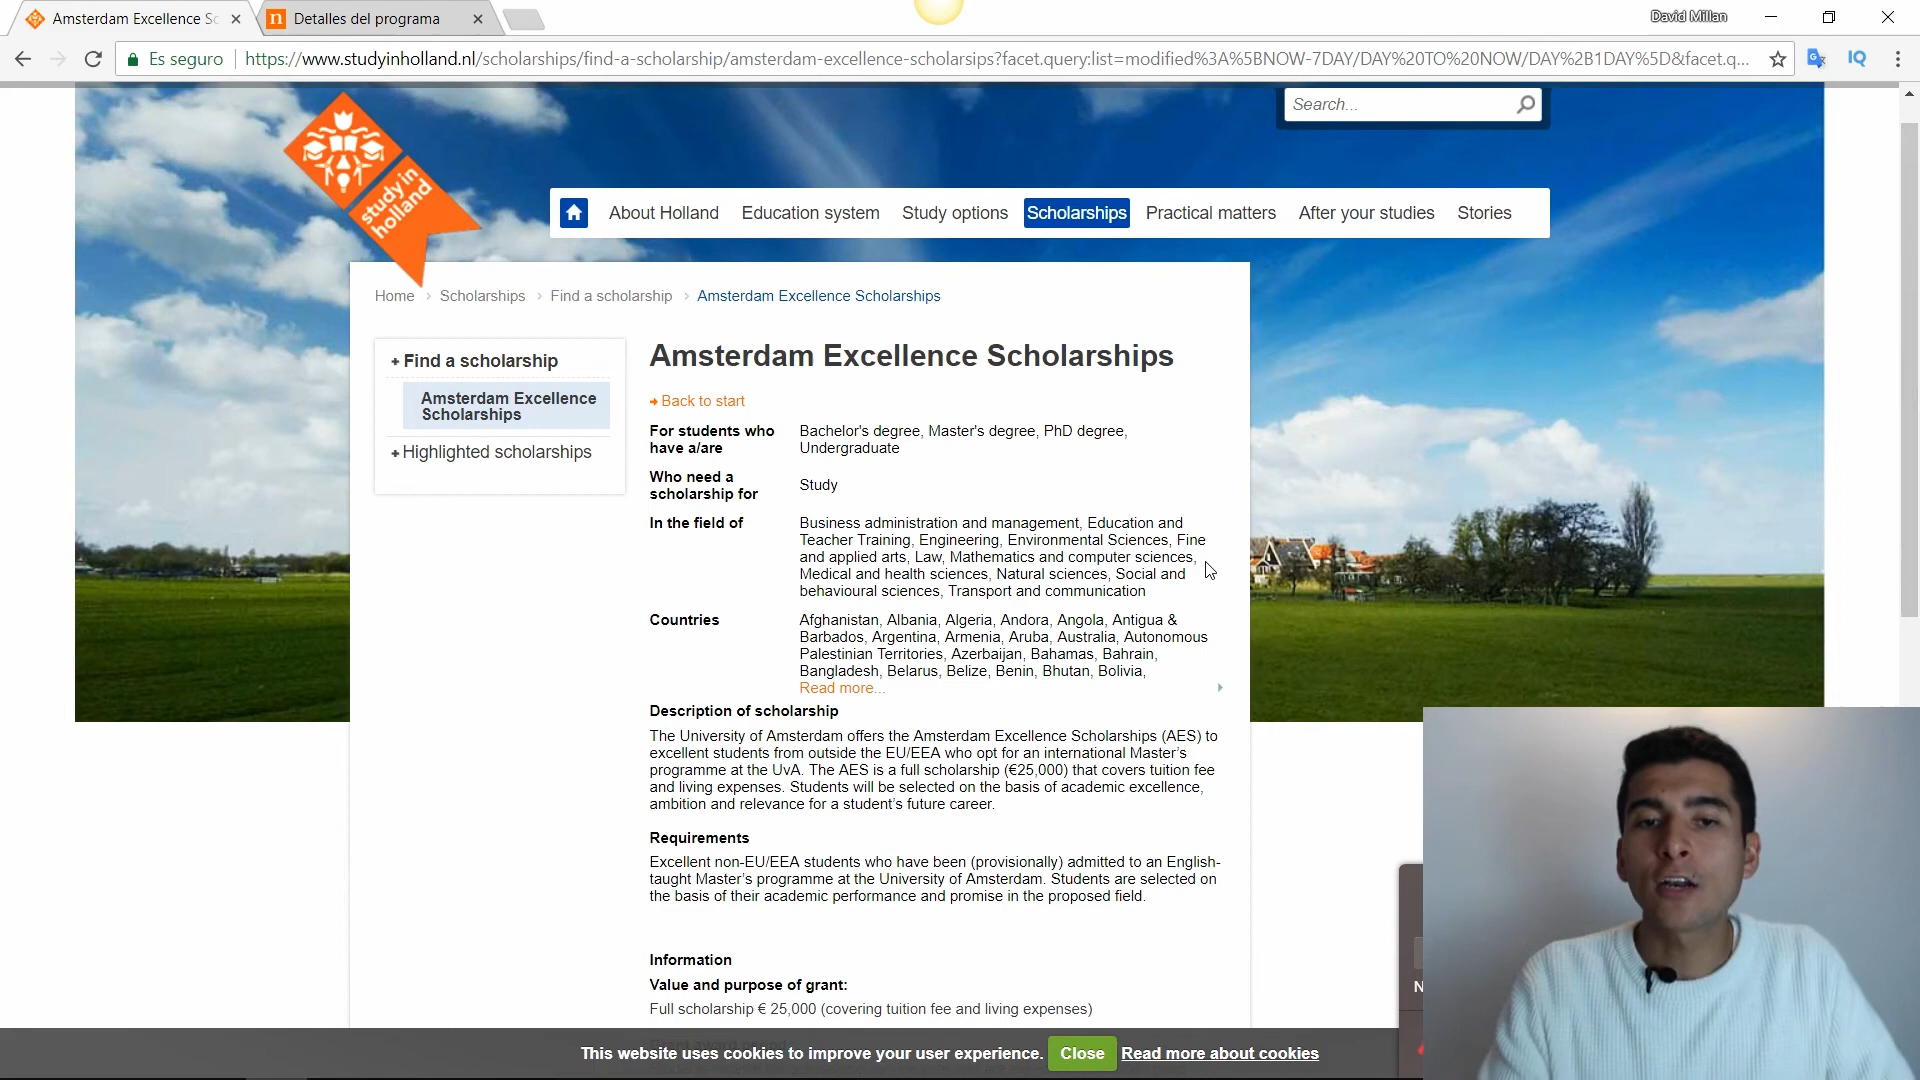 Amsterdam Excellence Sc
Detalles del programa
David Millan
Es seguro
https://www.studyinholland.nl/scholarships/find-a-scholarship/amsterdam-excellence-scholarsips?facet.query:list=modified%3A%5BNOW-7DAY/DAY%20TO%20NOW/DAY%2B1DAY%5D&facet.q...
IQ
Search...
study in
holland
About Holland
Education system
Study options
Scholarships
Practical matters
After your studies
Stories
Home › Scholarships › Find a scholarship › Amsterdam Excellence Scholarships
+ Find a scholarship
Amsterdam Excellence
Scholarships
+ Highlighted scholarships
Amsterdam Excellence Scholarships
Back to start
For students who
have a/are
Bachelor's degree, Master's degree, PhD degree,
Undergraduate
Who need a
scholarship for
Study
In the field of
Business administration and management, Education and
Teacher Training, Engineering, Environmental Sciences, Fine
and applied arts, Law, Mathematics and computer sciences,
Medical and health sciences, Natural sciences, Social and
behavioural sciences, Transport and communication
Countries
Afghanistan, Albania, Algeria, Andora, Angola, Antigua &
Barbados, Argentina, Armenia, Aruba, Australia, Autonomous
Palestinian Territories, Azerbaijan, Bahamas, Bahrain,
Bangladesh, Belarus, Belize, Benin, Bhutan, Bolivia,
Read more...
Description of scholarship
The University of Amsterdam offers the Amsterdam Excellence Scholarships (AES) to
excellent students from outside the EU/EEA who opt for an international Master's
programme at the UvA. The AES is a full scholarship (€25,000) that covers tuition fee
and living expenses. Students will be selected on the basis of academic excellence,
ambition and relevance for a student's future career.
Requirements
Excellent non-EU/EEA students who have been (provisionally) admitted to an English-
taught Master's programme at the University of Amsterdam. Students are selected on
the basis of their academic performance and promise in the proposed field.
Information
Value and purpose of grant:
Full scholarship € 25,000 (covering tuition fee and living expenses)
N
This website uses cookies to improve your user experience.
Close
Read more about cookies